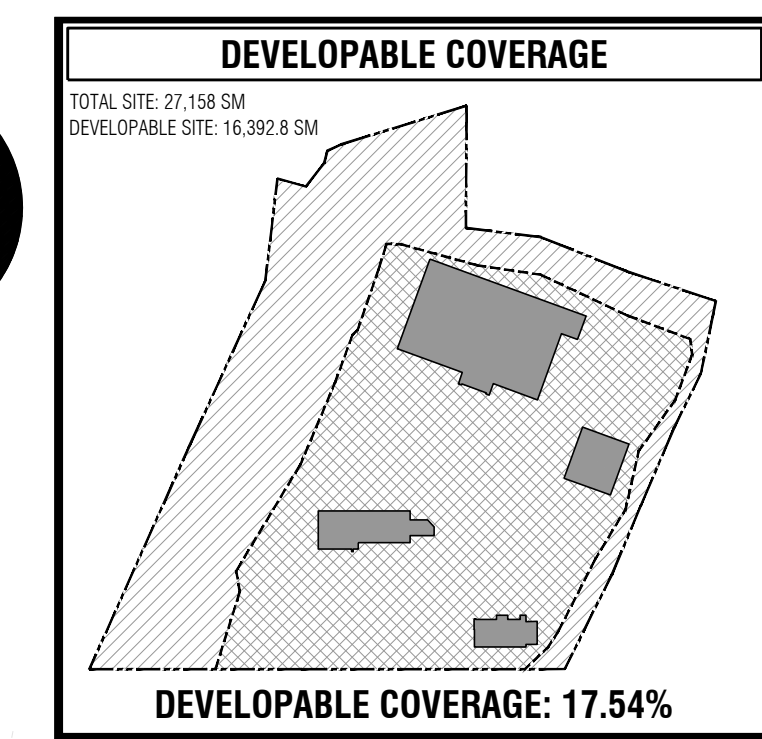 DEVELOPABLE COVERAGE
TOTAL SITE: 27,158 SM
DEVELOPABLE SITE: 16,392.8 SM
DEVELOPABLE COVERAGE: 17.54%